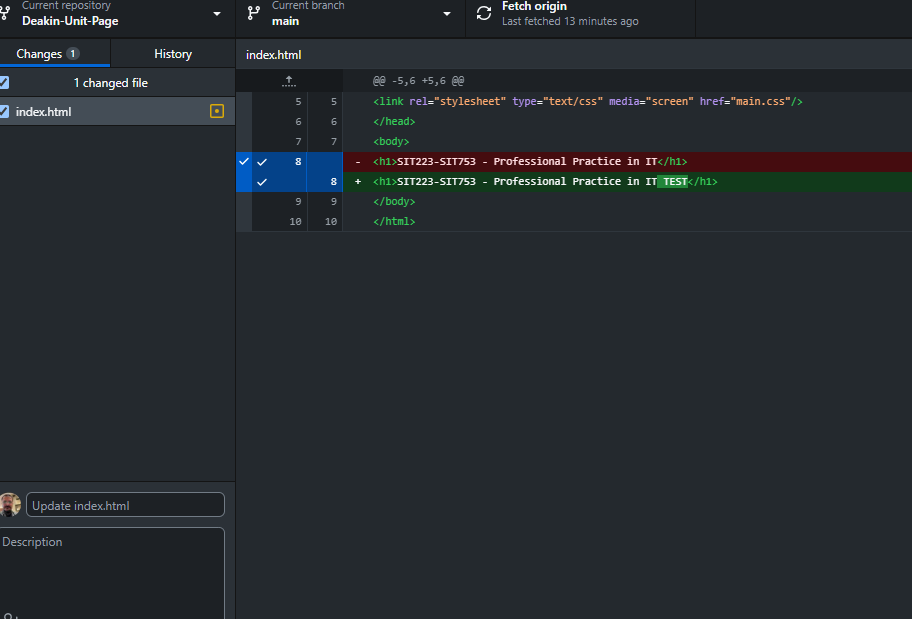 Current repository
Deakin-Unit-Page
Current branch
main
Fetch origin
Last fetched 13 minutes ago
Changes 1
History
1 changed file
index.html
index.html
@@ -5,6 +5,6 @@
5 5 <link rel="stylesheet" type="text/css" media="screen" href="main.css"/>
6 6 </head>
7 7 <body>
8 - <h1>SIT223-SIT753 - Professional Practice in IT</h1>
8 + <h1>SIT223-SIT753 - Professional Practice in IT TEST</h1>
9 9 </body>
10 10 </html>
Update index.html
Description